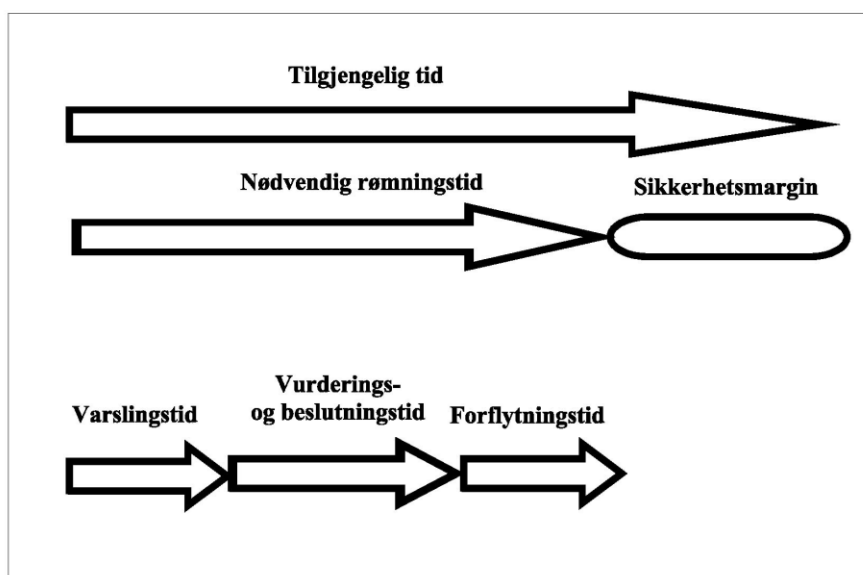 Tilgjengelig tid
Nødvendig rømningstid
Sikkerhetsmargin
Varslingstid
Vurderings-
og beslutningstid
Forflytningstid